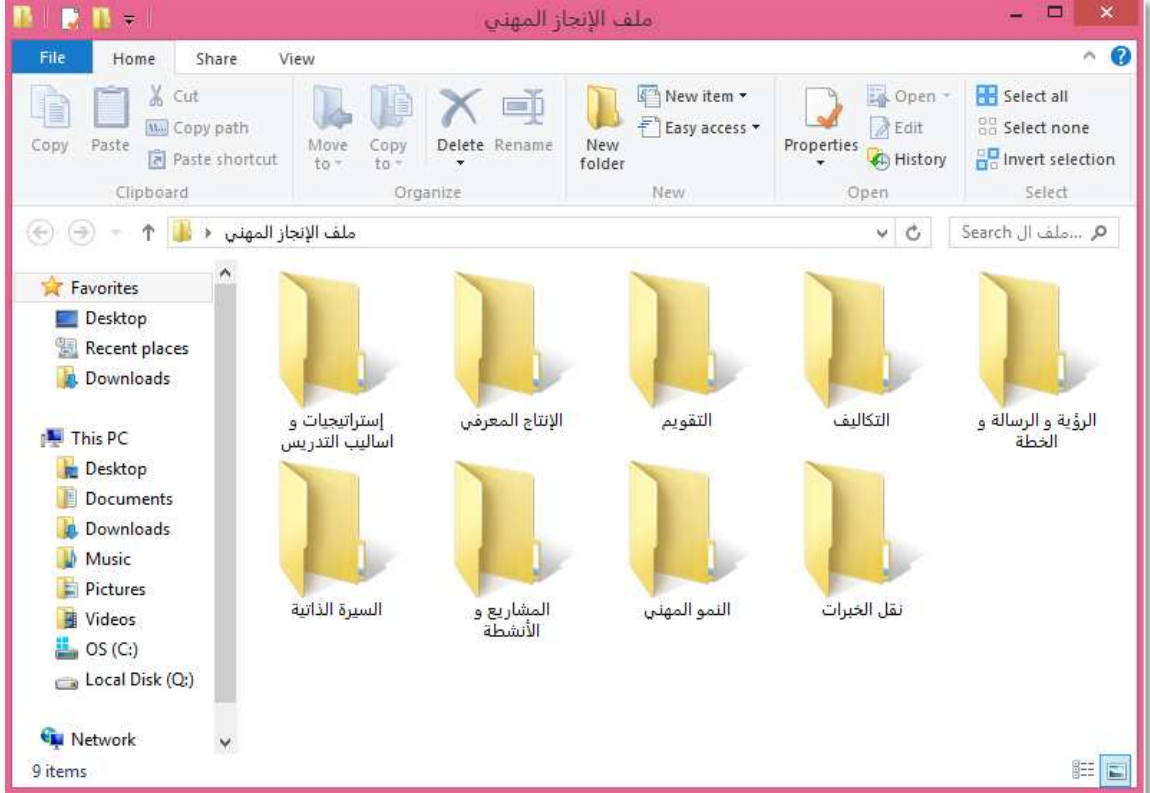 ملف الإنجاز المهني
File Home Share View
Copy
Paste
Cut
Copy path
Paste shortcut
Clipboard
Move to
Copy to
Delete
Rename
Organize
New folder
New item
Easy access
New
Properties
Open
Edit
History
Open
Select all
Select none
Invert selection
Select
ملف الإنجاز المهني
Search ملف ال...
Favorites
Desktop
Recent places
Downloads
This PC
Desktop
Documents
Downloads
Music
Pictures
Videos
OS (C:)
Local Disk (Q:)
Network
إستراتيجيات و
اساليب التدريس
الإنتاج المعرفي
التقويم
التكاليف
الرؤية و الرسالة و
الخطة
السيرة الذاتية
المشاريع و
الأنشطة
النمو المهني
نقل الخبرات
9 items